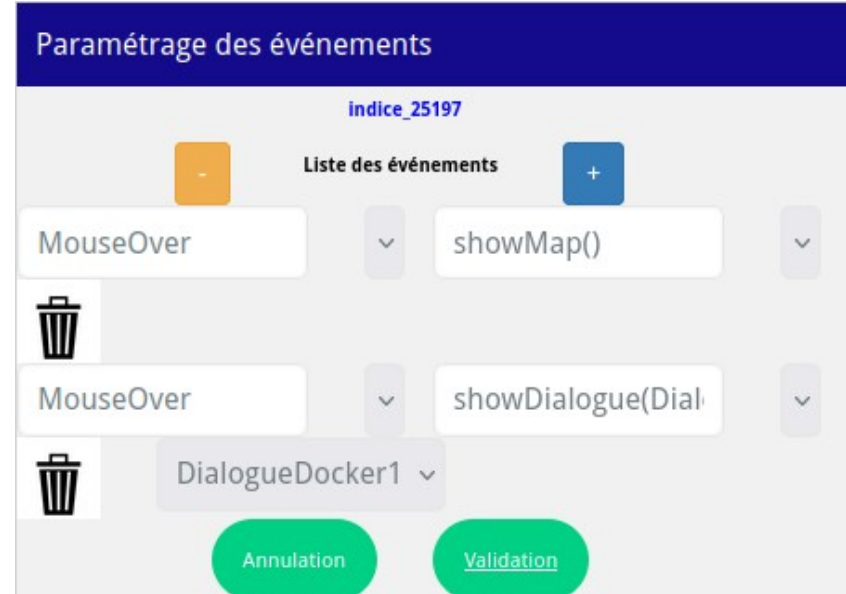 Paramétrage des événements
indice_25197
- Liste des événements +
MouseOver showMap()
MouseOver showDialogue(Dial
DialogueDocker1
Annulation Validation